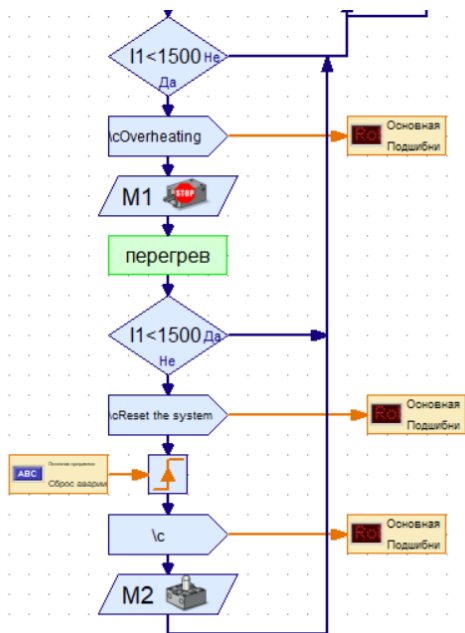 I1<1500 Не
Да
\cOverheating
Основная
Подшибни
M1
STOP
перегрев
I1<1500 Да
Не
\cReset the system
Основная
Подшибни
ABC
Сброс аварии
\c
Основная
Подшибни
M2